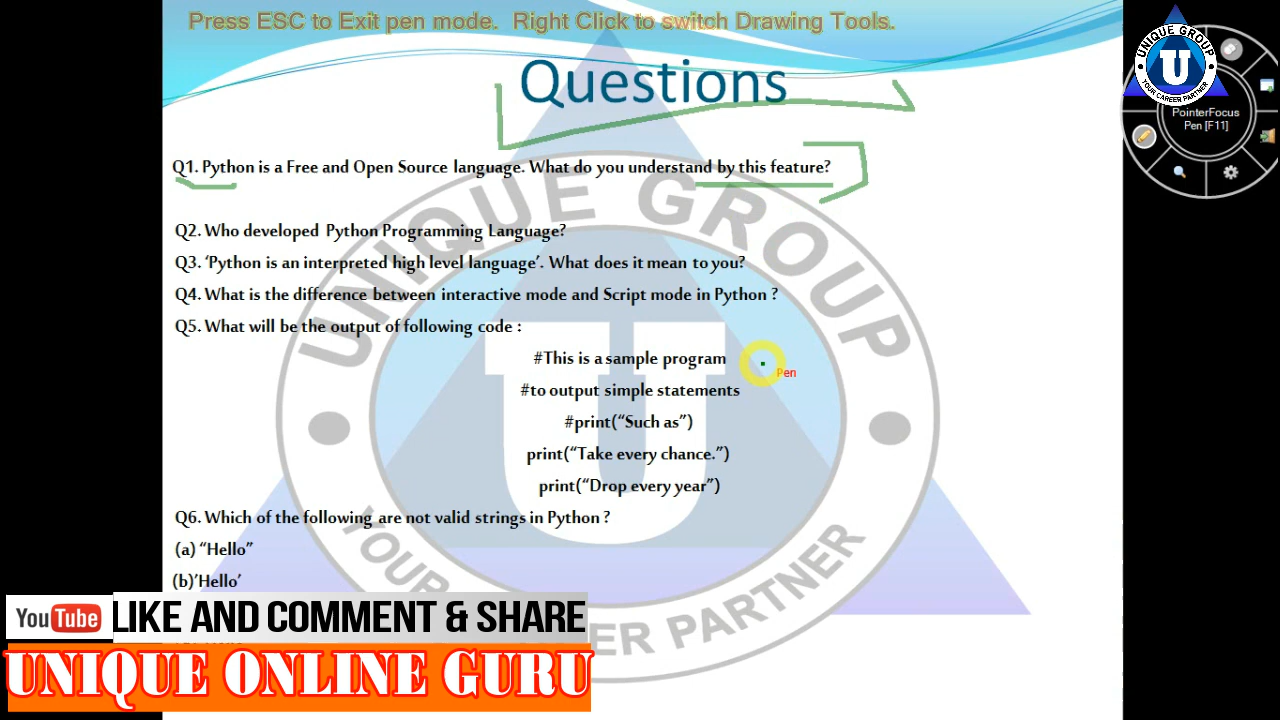 Press ESC to Exit pen mode. Right Click to switch Drawing Tools.
UNIQUE GROUP
U
YOUR CAREER PARTNER
PointerFocus
Pen [F11]
Questions
Q1. Python is a Free and Open Source language. What do you understand by this feature?
Q2. Who developed Python Programming Language?
Q3. ‘Python is an interpreted high level language’. What does it mean to you?
Q4. What is the difference between interactive mode and Script mode in Python ?
Q5. What will be the output of following code :
#This is a sample program
Pen
#to output simple statements
#print(“Such as”)
print(“Take every chance.”)
print(“Drop every year”)
Q6. Which of the following are not valid strings in Python ?
(a) “Hello”
(b)’Hello’
UNIQUE GROUP
U
YOUR CAREER PARTNER
YouTube LIKE AND COMMENT & SHARE
UNIQUE ONLINE GURU